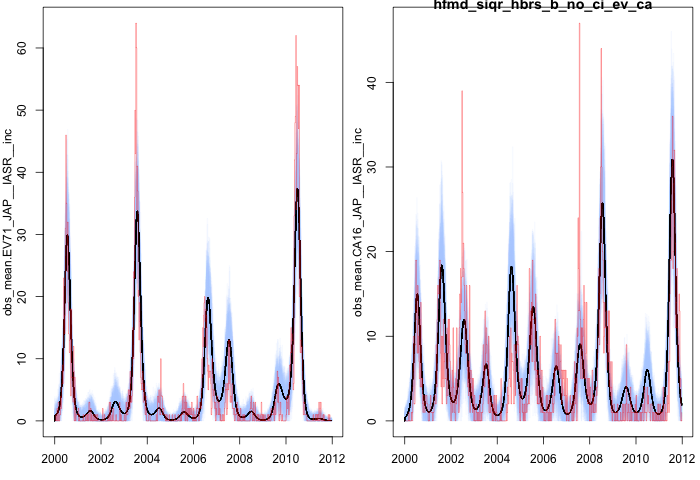 hfmd_siqr_hbrs_b_no_ci_ev_ca
obs_mean.EV71_JAP__IASR__inc
60
50
40
30
20
10
0
2000 2002 2004 2006 2008 2010 2012
obs_mean.CA16_JAP__IASR__inc
40
30
20
10
0
2000 2002 2004 2006 2008 2010 2012